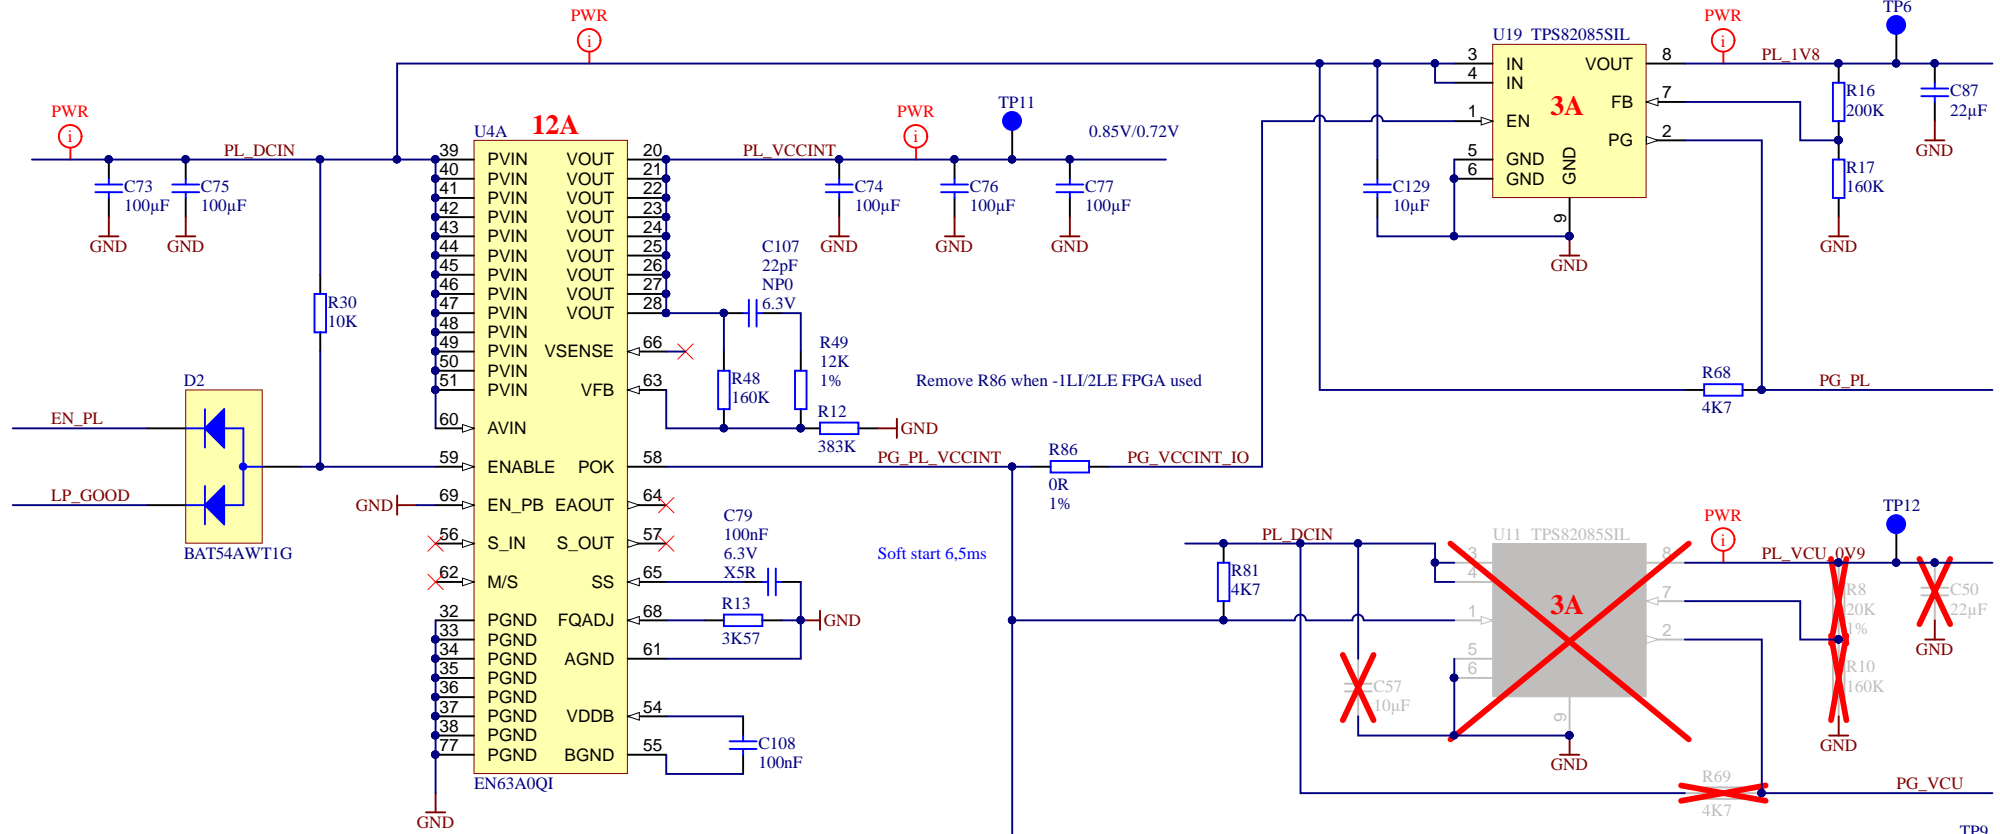 PWR
PWR
PWR
PWR
PWR
TP6
TP11
TP12
TP9
PL_DCIN
C73
100µF
GND
C75
100µF
GND
R30
10K
D2
EN_PL
LP_GOOD
BAT54AWT1G
U4A
12A
39 PVIN VOUT 20
40 PVIN VOUT 21
41 PVIN VOUT 22
42 PVIN VOUT 23
43 PVIN VOUT 24
44 PVIN VOUT 25
45 PVIN VOUT 26
46 PVIN VOUT 27
47 PVIN VOUT 28
48 PVIN
49 PVIN VSENSE 66
50 PVIN
51 PVIN VFB 63
60 AVIN
59 ENABLE POK 58
GND 69 EN_PB EAOUT 64
56 S_IN S_OUT 57
62 M/S SS 65
32 PGND FQADJ 68
33 PGND
34 PGND AGND 61
35 PGND
36 PGND
37 PGND VDDB 54
38 PGND
77 PGND BGND 55
EN63A0QI
GND
PL_VCCINT
0.85V/0.72V
C74
100µF
GND
C76
100µF
GND
C77
100µF
GND
C107
22pF
NP0
6.3V
R49
12K
1%
R48
160K
R12
383K
GND
Remove R86 when -1LI/2LE FPGA used
PG_PL_VCCINT
R86
0R
1%
PG_VCCINT_IO
C79
100nF
6.3V
X5R
Soft start 6,5ms
R13
3K57
GND
C108
100nF
U19 TPS82085SIL
3A
3 IN VOUT 8
4 IN
FB 7
1 EN
PG 2
5 GND
6 GND
GND
9
GND
C129
10µF
PL_1V8
R16
200K
R17
160K
GND
C87
22µF
GND
R68
4K7
PG_PL
PL_DCIN
R81
4K7
C57
10µF
U11 TPS82085SIL
3A
3
4
1
5
6
8
7
2
9
GND
PL_VCU_0V9
R8
20K
1%
R10
160K
GND
C50
22µF
GND
R69
4K7
PG_VCU